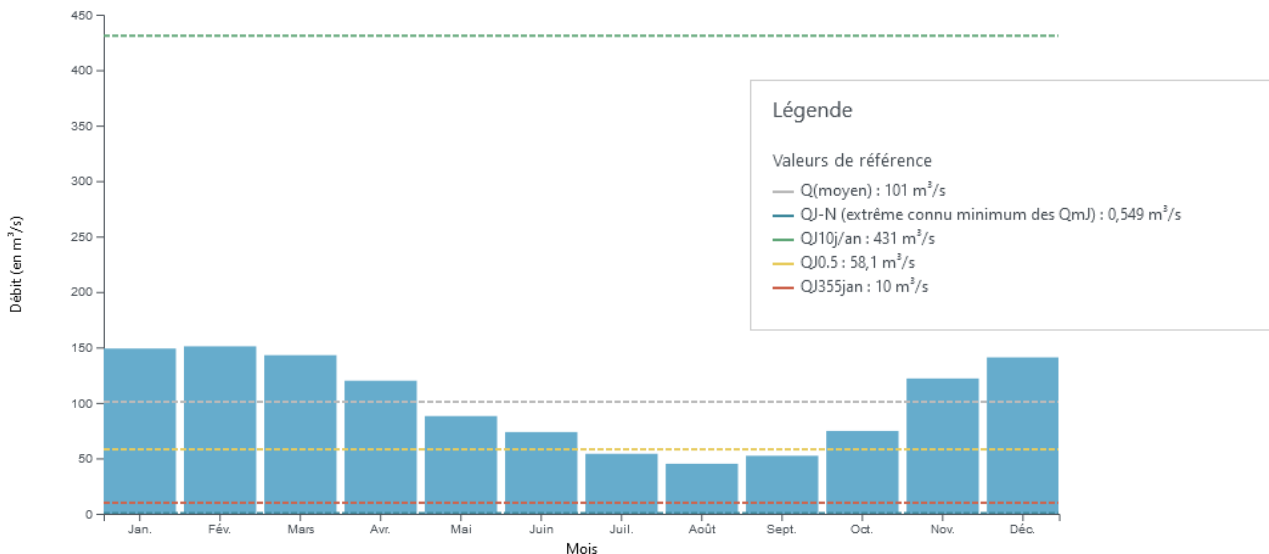 450
400
350
300
250
200
150
100
50
0
Débit (en m³/s)
Légende
Valeurs de référence
Q(moyen) : 101 m³/s
QJ-N (extrême connu minimum des QmJ) : 0,549 m³/s
QJ10j/an : 431 m³/s
QJ0.5 : 58,1 m³/s
QJ355jan : 10 m³/s
Jan. Fév. Mars Avr. Mai Juin Juil. Août Sept. Oct. Nov. Déc.
Mois